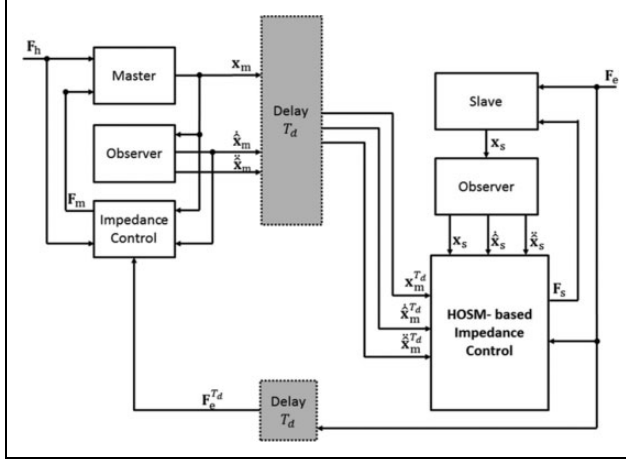 F_h
Master
x_m
Delay
T_d
F_e
Slave
x_s
Observer
ẋ̂_m
ẍ̂_m
Observer
F_m
Impedance
Control
x_s
ẋ̂_s
ẍ̂_s
x_m^{T_d}
F_s
HOSM- based
Impedance
Control
ẋ̂_m^{T_d}
ẍ̂_m^{T_d}
F_e^{T_d}
Delay
T_d